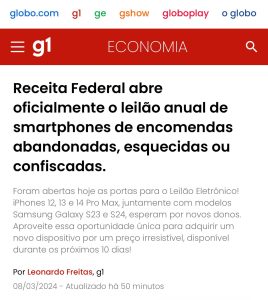 globo.com g1 ge gshow globoplay o globo
g1 ECONOMIA
Receita Federal abre
oficialmente o leilão anual de
smartphones de encomendas
abandonadas, esquecidas ou
confiscadas.
Foram abertas hoje as portas para o Leilão Eletrônico!
iPhones 12, 13 e 14 Pro Max, juntamente com modelos
Samsung Galaxy S23 e S24, esperam por novos donos.
Aproveite essa oportunidade única para adquirir um
novo dispositivo por um preço irresistível, disponível
durante os próximos 10 dias!
Por Leonardo Freitas, g1
08/03/2024 - Atualizado há 50 minutos